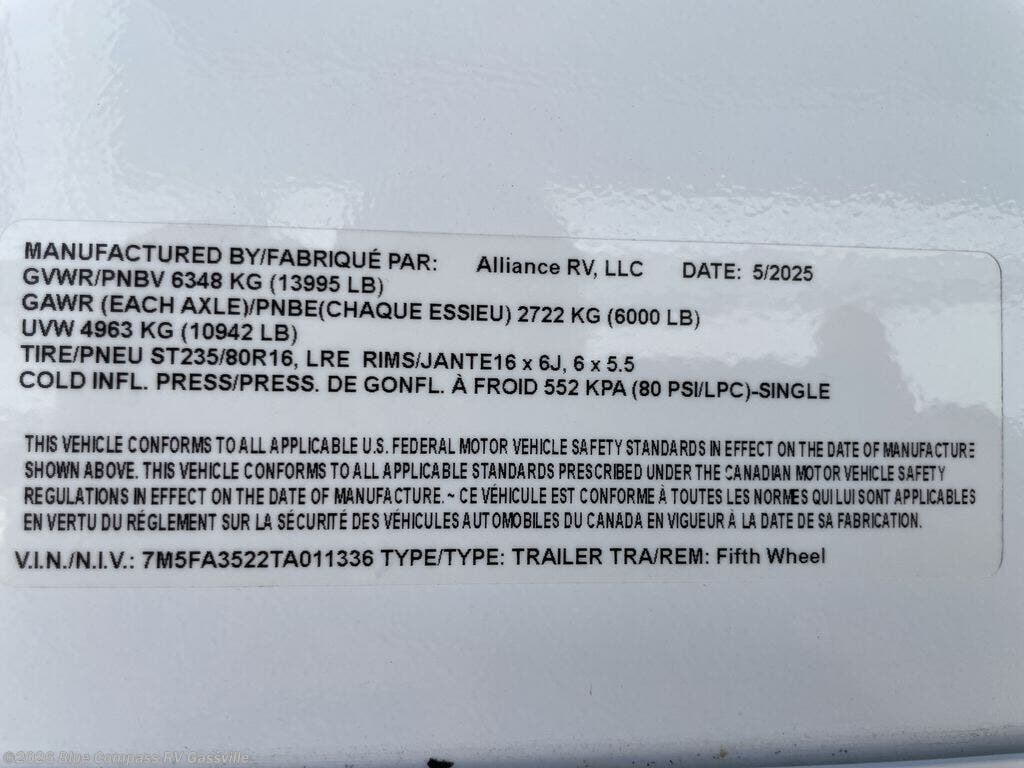 MANUFACTURED BY/FABRIQUÉ PAR: Alliance RV, LLC DATE: 5/2025
GVWR/PNBV 6348 KG (13995 LB)
GAWR (EACH AXLE)/PNBE(CHAQUE ESSIEU) 2722 KG (6000 LB)
UVW 4963 KG (10942 LB)
TIRE/PNEU ST235/80R16, LRE RIMS/JANTE16 x 6J, 6 x 5.5
COLD INFL. PRESS/PRESS. DE GONFL. À FROID 552 KPA (80 PSI/LPC)-SINGLE
THIS VEHICLE CONFORMS TO ALL APPLICABLE U.S. FEDERAL MOTOR VEHICLE SAFETY STANDARDS IN EFFECT ON THE DATE OF MANUFACTURE
SHOWN ABOVE. THIS VEHICLE CONFORMS TO ALL APPLICABLE STANDARDS PRESCRIBED UNDER THE CANADIAN MOTOR VEHICLE SAFETY
REGULATIONS IN EFFECT ON THE DATE OF MANUFACTURE. ~ CE VÉHICULE EST CONFORME À TOUTES LES NORMES QUI LUI SONT APPLICABLES
EN VERTU DU RÉGLEMENT SUR LA SÉCURITÉ DES VÉHICULES AUTOMOBILES DU CANADA EN VIGUEUR À LA DATE DE SA FABRICATION.
V.I.N./N.I.V.: 7M5FA3522TA011336 TYPE/TYPE: TRAILER TRA/REM: Fifth Wheel
©2026 Blue Compass RV Gassville